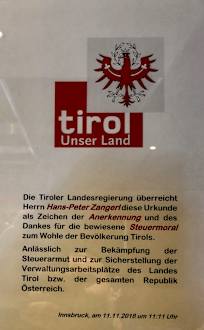 tirol
Unser Land
Die Tiroler Landesregierung überreicht
Herrn Hans-Peter Zangerl diese Urkunde
als Zeichen der Anerkennung und des
Dankes für die bewiesene Steuermoral
zum Wohle der Bevölkerung Tirols.
Anlässlich zur Bekämpfung der
Steuerarmut und zur Sicherstellung der
Verwaltungsarbeitsplätze des Landes
Tirol bzw. der gesamten Republik
Österreich.
Innsbruck, am 11.11.2018 um 11:11 Uhr